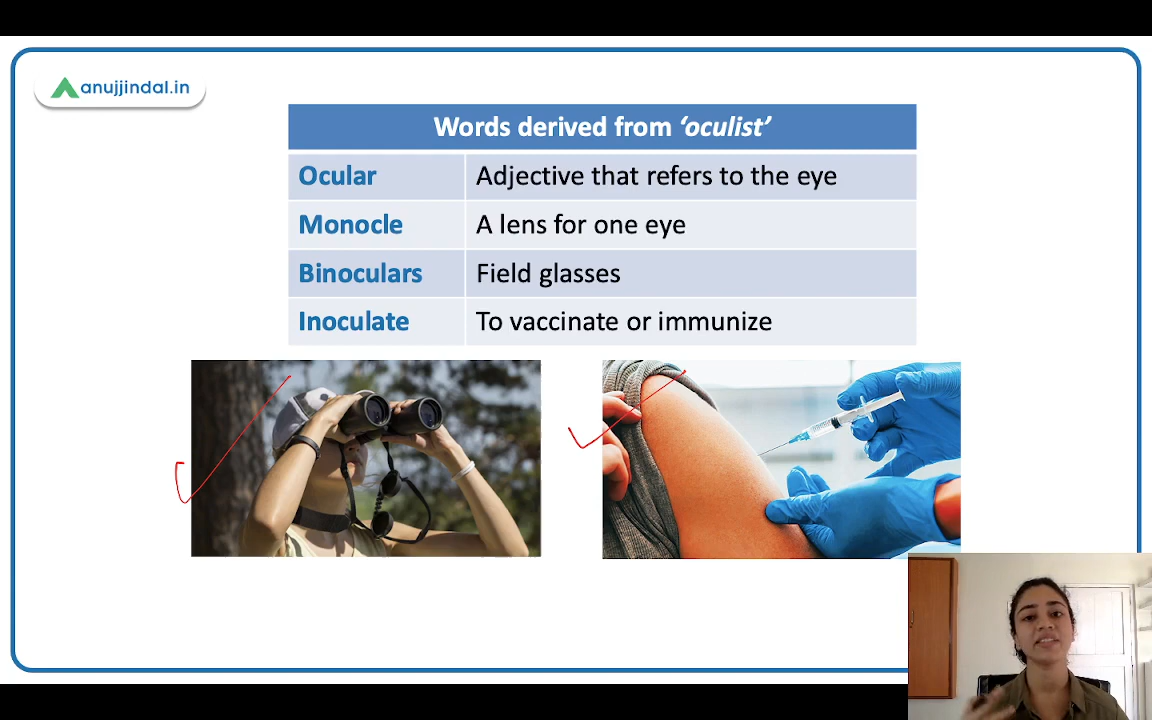 anujjindal.in
Words derived from ‘oculist’
Ocular Adjective that refers to the eye
Monocle A lens for one eye
Binoculars Field glasses
Inoculate To vaccinate or immunize